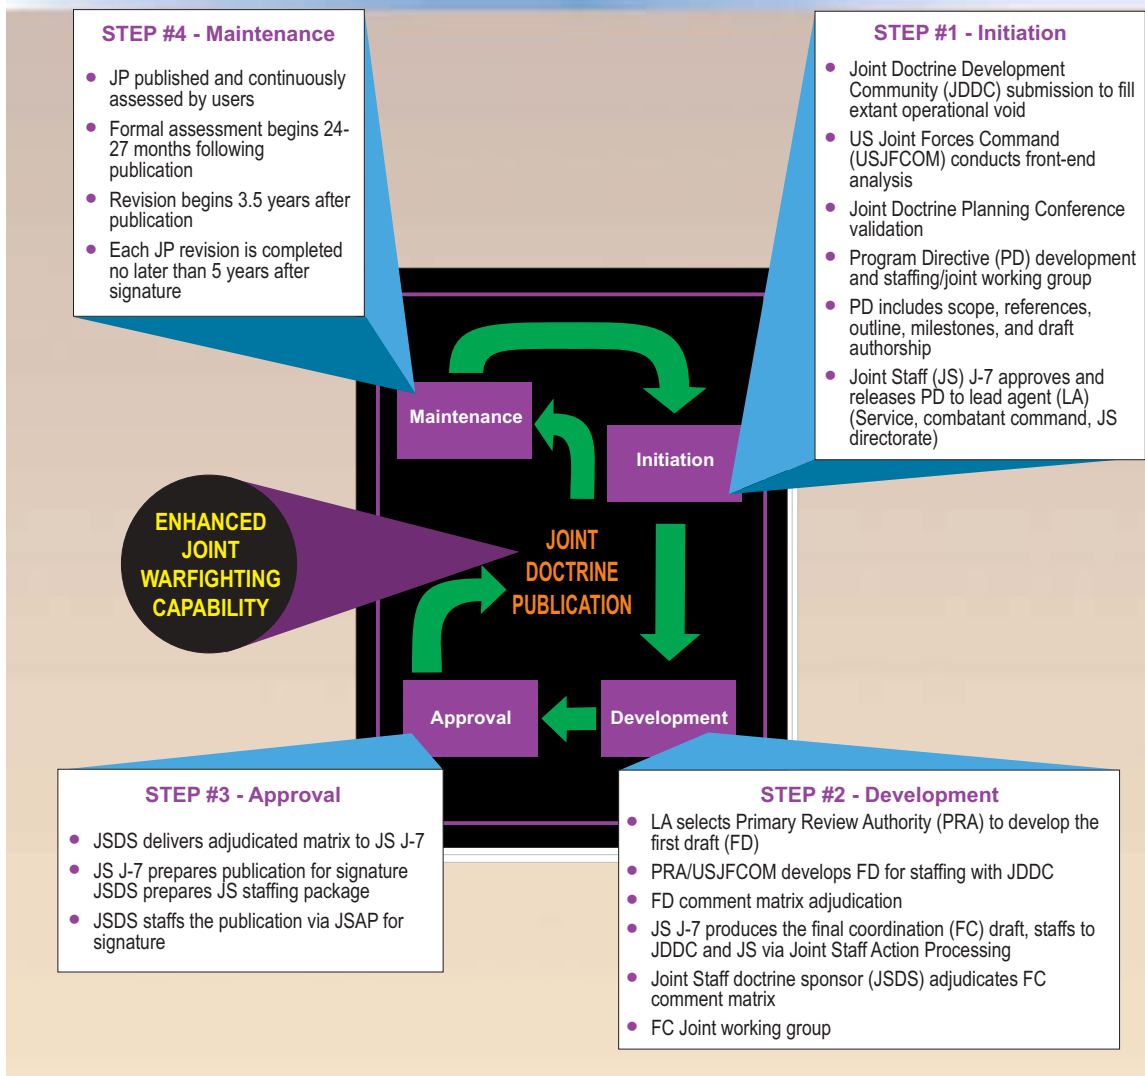 STEP #4 - Maintenance
• JP published and continuously
assessed by users
• Formal assessment begins 24-
27 months following
publication
• Revision begins 3.5 years after
publication
• Each JP revision is completed
no later than 5 years after
signature
STEP #1 - Initiation
• Joint Doctrine Development
Community (JDDC) submission to fill
extant operational void
• US Joint Forces Command
(USJFCOM) conducts front-end
analysis
• Joint Doctrine Planning Conference
validation
• Program Directive (PD) development
and staffing/joint working group
• PD includes scope, references,
outline, milestones, and draft
authorship
• Joint Staff (JS) J-7 approves and
releases PD to lead agent (LA)
(Service, combatant command, JS
directorate)
Maintenance
Initiation
ENHANCED
JOINT
WARFIGHTING
CAPABILITY
JOINT
DOCTRINE
PUBLICATION
Approval
Development
STEP #3 - Approval
• JSDS delivers adjudicated matrix to JS J-7
• JS J-7 prepares publication for signature
JSDS prepares JS staffing package
• JSDS staffs the publication via JSAP for
signature
STEP #2 - Development
• LA selects Primary Review Authority (PRA) to develop the
first draft (FD)
• PRA/USJFCOM develops FD for staffing with JDDC
• FD comment matrix adjudication
• JS J-7 produces the final coordination (FC) draft, staffs to
JDDC and JS via Joint Staff Action Processing
• Joint Staff doctrine sponsor (JSDS) adjudicates FC
comment matrix
• FC Joint working group